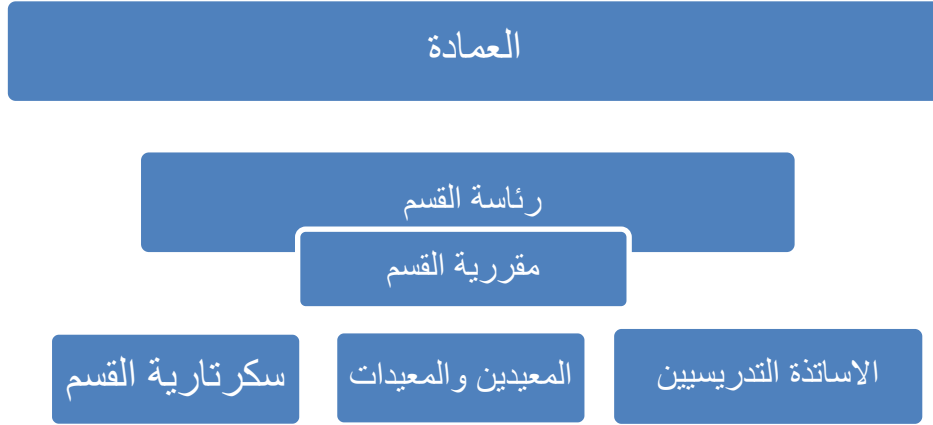 العمادة
رئاسة القسم
مقررية القسم
الاساتذة التدريسيين
المعيدين والمعيدات
سكرتارية القسم